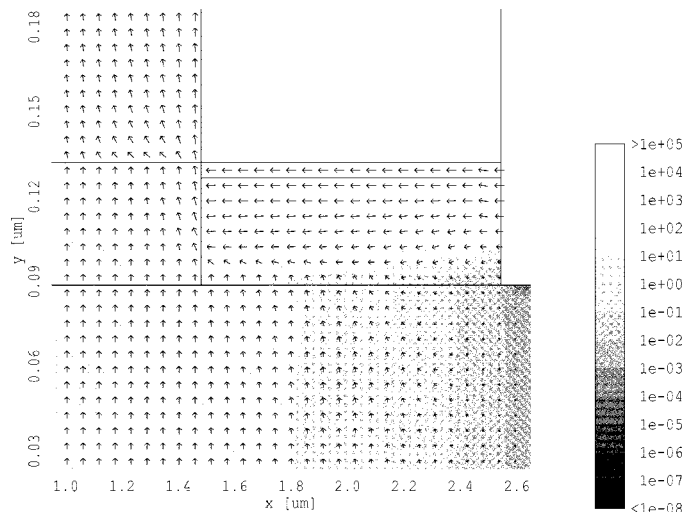 0.18
0.15
0.12
0.09
0.06
0.03
y [um]
1.0 1.2 1.4 1.6 1.8 2.0 2.2 2.4 2.6
x [um]
>1e+05
1e+04
1e+03
1e+02
1e+01
1e+00
1e-01
1e-02
1e-03
1e-04
1e-05
1e-06
1e-07
<1e-08